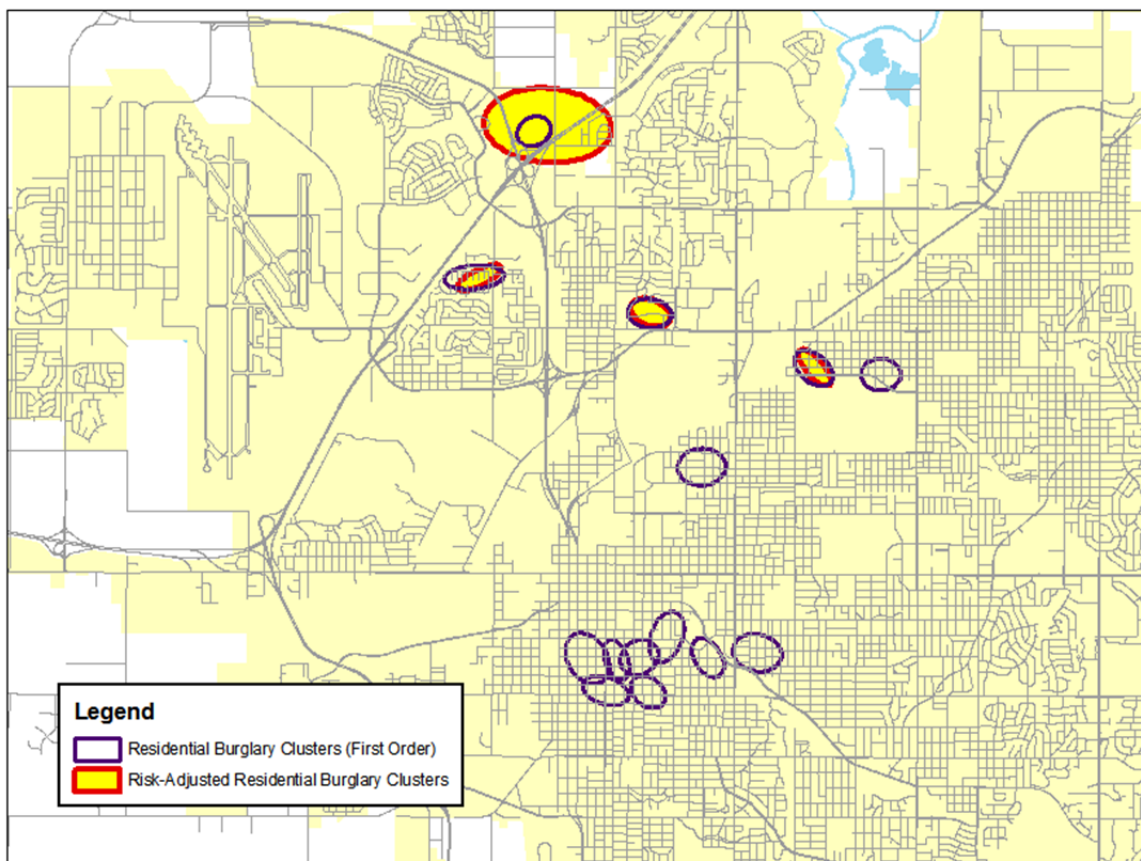 Legend
Residential Burglary Clusters (First Order)
Risk-Adjusted Residential Burglary Clusters